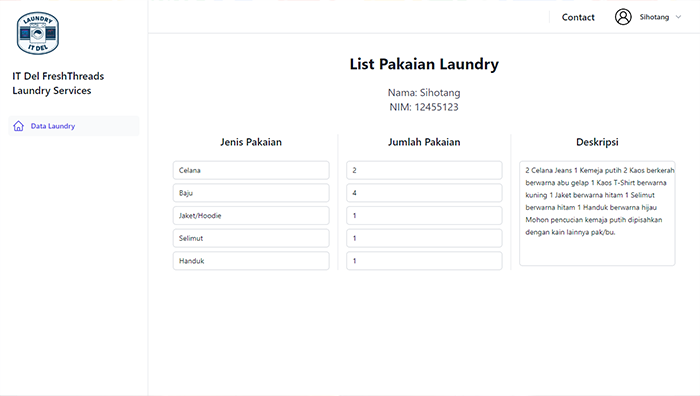 LAUNDRY
IT DEL
Contact
Sihotang
IT Del FreshThreads
Laundry Services
Data Laundry
List Pakaian Laundry
Nama: Sihotang
NIM: 12455123
Jenis Pakaian
Jumlah Pakaian
Deskripsi
Celana
2
Baju
4
Jaket/Hoodie
1
Selimut
1
Handuk
1
2 Celana Jeans 1 Kemeja putih 2 Kaos berkerah
berwarna abu gelap 1 Kaos T-Shirt berwarna
kuning 1 Jaket berwarna hitam 1 Selimut
berwarna hitam 1 Handuk berwarna hijau
Mohon pencucian kemaja putih dipisahkan
dengan kain lainnya pak/bu.